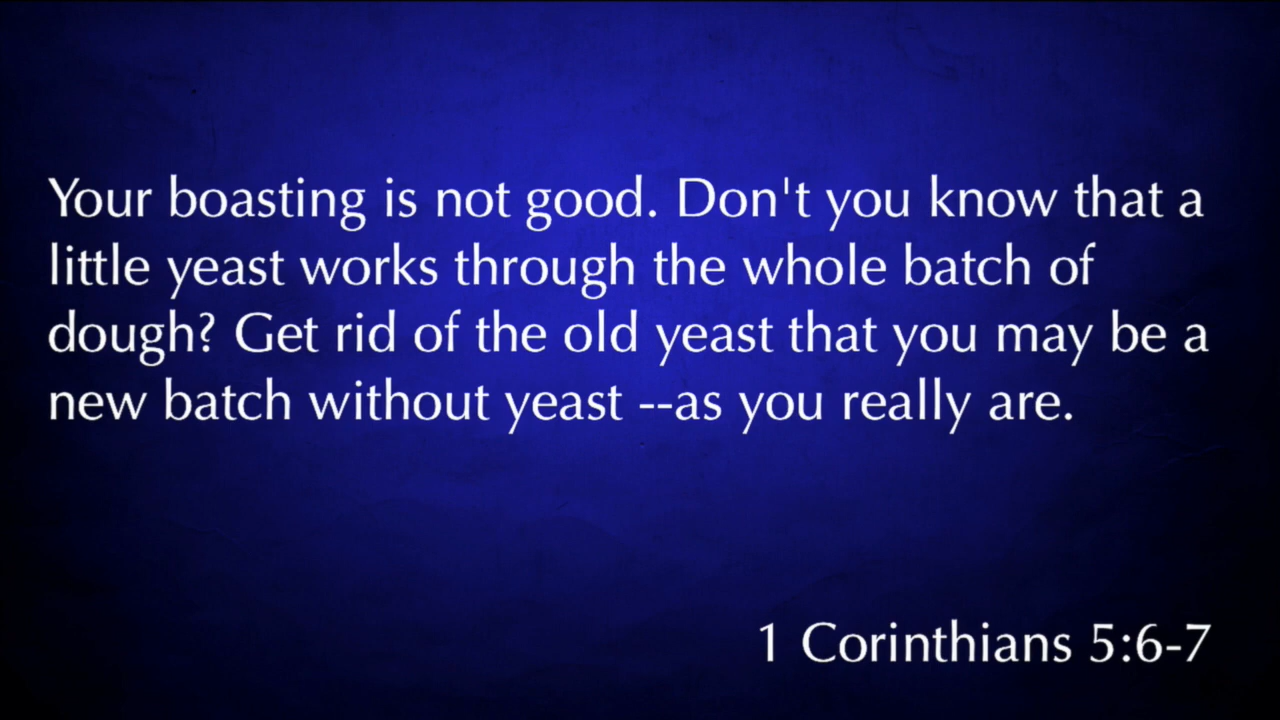 Your boasting is not good. Don't you know that a
little yeast works through the whole batch of
dough? Get rid of the old yeast that you may be a
new batch without yeast --as you really are.
1 Corinthians 5:6-7